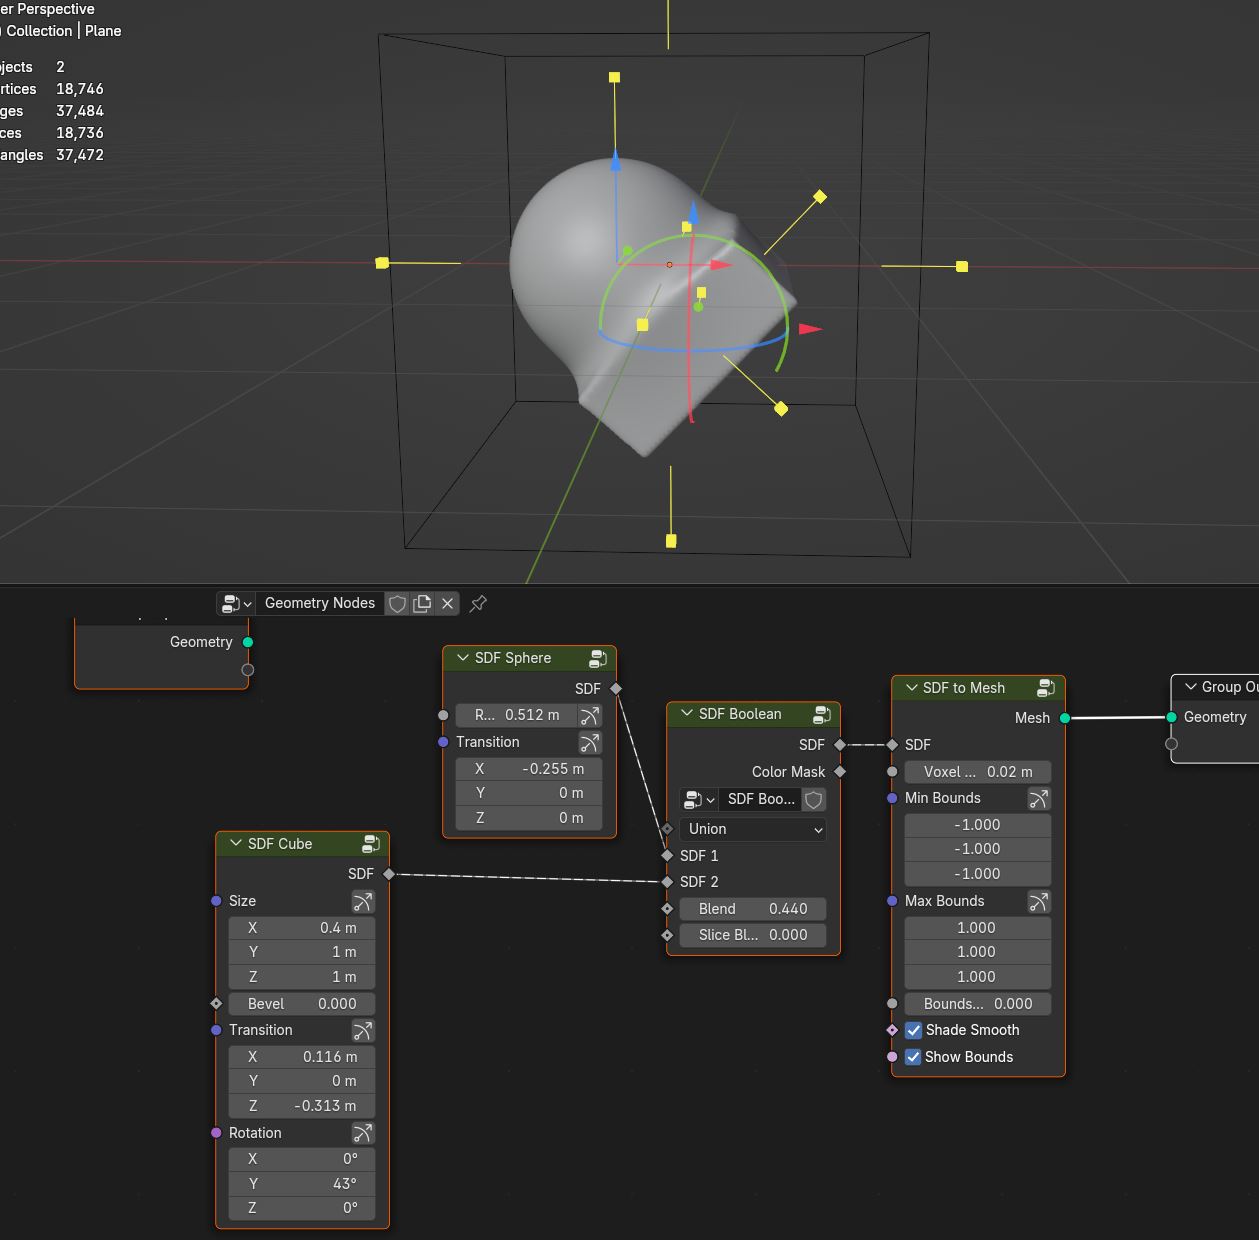 er Perspective
) Collection | Plane
jects 2
rtices 18,746
ges 37,484
ces 18,736
angles 37,472
Geometry Nodes
Geometry
SDF Sphere
SDF
R... 0.512 m
Transition
X -0.255 m
Y 0 m
Z 0 m
SDF Cube
SDF
Size
X 0.4 m
Y 1 m
Z 1 m
Bevel 0.000
Transition
X 0.116 m
Y 0 m
Z -0.313 m
Rotation
X 0°
Y 43°
Z 0°
SDF Boolean
SDF
Color Mask
SDF Boo...
Union
SDF 1
SDF 2
Blend 0.440
Slice Bl... 0.000
SDF to Mesh
Mesh
SDF
Voxel ... 0.02 m
Min Bounds
-1.000
-1.000
-1.000
Max Bounds
1.000
1.000
1.000
Bounds... 0.000
Shade Smooth
Show Bounds
Group Ou
Geometry